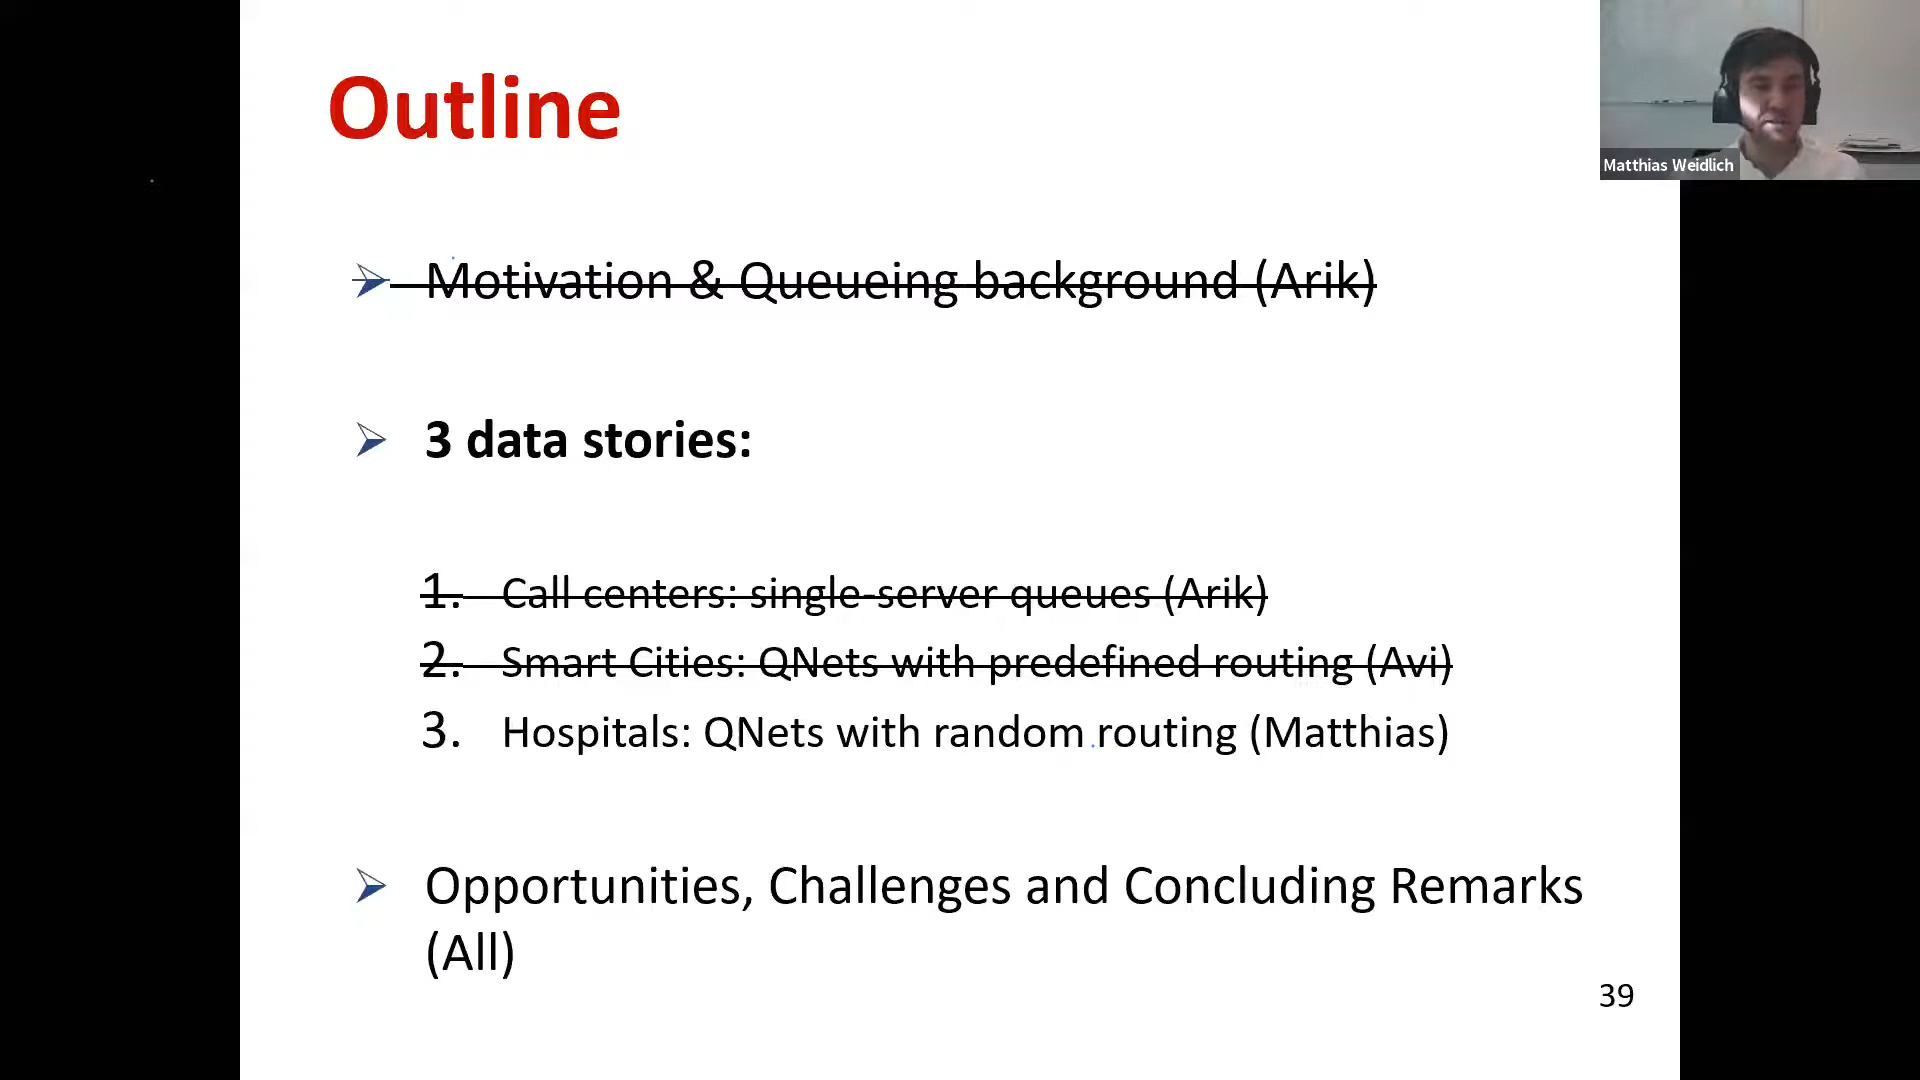 Outline
Matthias Weidlich
Motivation & Queueing background (Arik)
3 data stories:
1. Call centers: single-server queues (Arik)
2. Smart Cities: QNets with predefined routing (Avi)
3. Hospitals: QNets with random routing (Matthias)
Opportunities, Challenges and Concluding Remarks
(All)
39